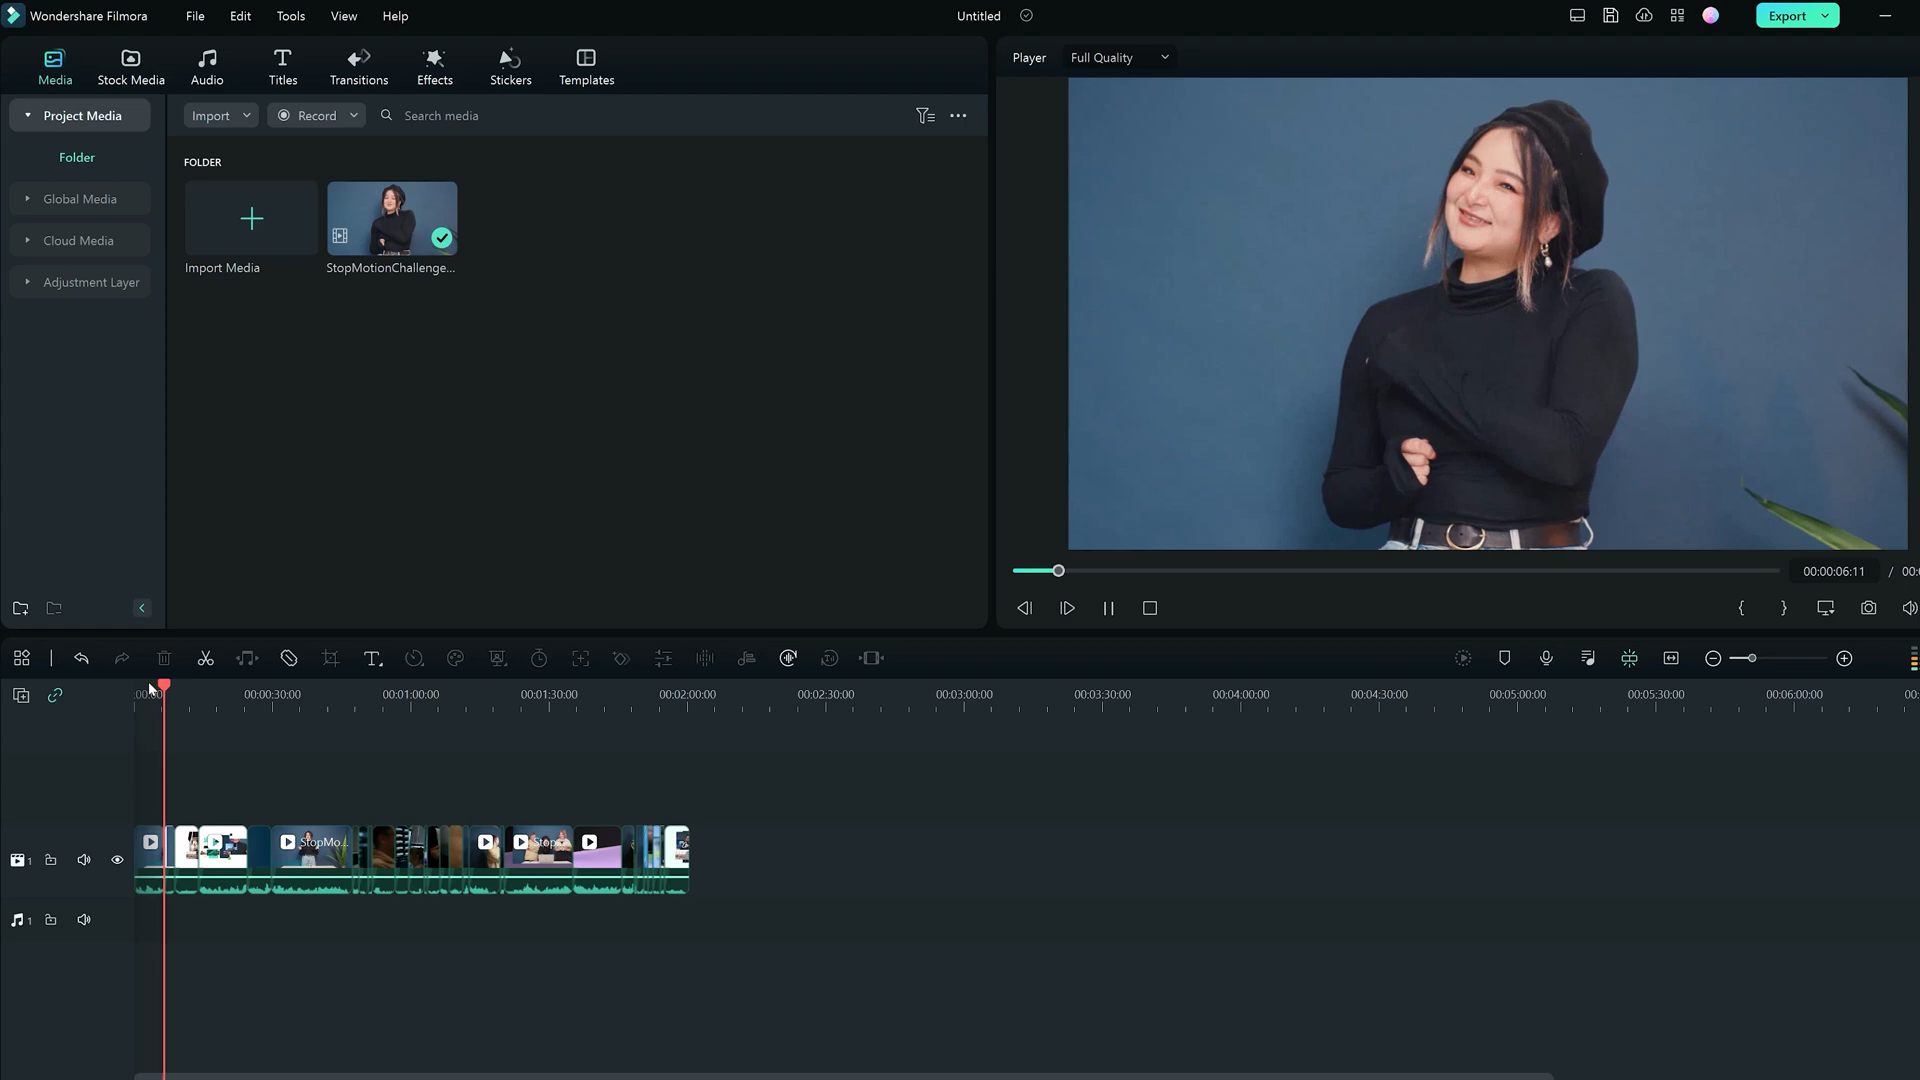 Wondershare Filmora File Edit Tools View Help Untitled Export
Media Stock Media Audio Titles Transitions Effects Stickers Templates
Player Full Quality
Project Media
Import Record Search media
Folder
FOLDER
Global Media
Cloud Media
Adjustment Layer
Import Media StopMotionChallenge...
00:00:06:11 / 00:
00:00:30:00 00:01:00:00 00:01:30:00 00:02:00:00 00:02:30:00 00:03:00:00 00:03:30:00 00:04:00:00 00:04:30:00 00:05:00:00 00:05:30:00 00:06:00:00 00:
StopMo...
1
1